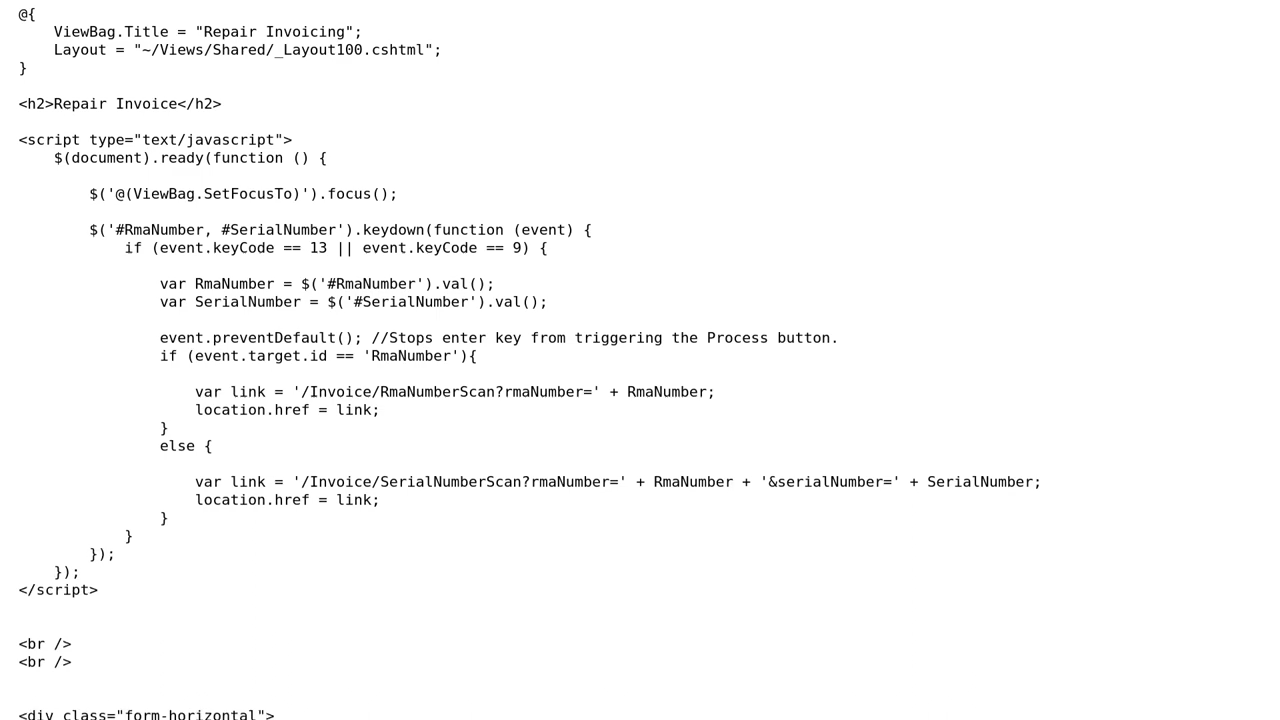 @{
    ViewBag.Title = "Repair Invoicing";
    Layout = "~/Views/Shared/_Layout100.cshtml";
}
<h2>Repair Invoice</h2>
<script type="text/javascript">
    $(document).ready(function () {
        $('@(ViewBag.SetFocusTo)').focus();
        $('#RmaNumber, #SerialNumber').keydown(function (event) {
            if (event.keyCode == 13 || event.keyCode == 9) {
                var RmaNumber = $('#RmaNumber').val();
                var SerialNumber = $('#SerialNumber').val();
                event.preventDefault(); //Stops enter key from triggering the Process button.
                if (event.target.id == 'RmaNumber'){
                    var link = '/Invoice/RmaNumberScan?rmaNumber=' + RmaNumber;
                    location.href = link;
                }
                else {
                    var link = '/Invoice/SerialNumberScan?rmaNumber=' + RmaNumber + '&serialNumber=' + SerialNumber;
                    location.href = link;
                }
            }
        });
    });
</script>
<br />
<br />
<div class="form-horizontal">